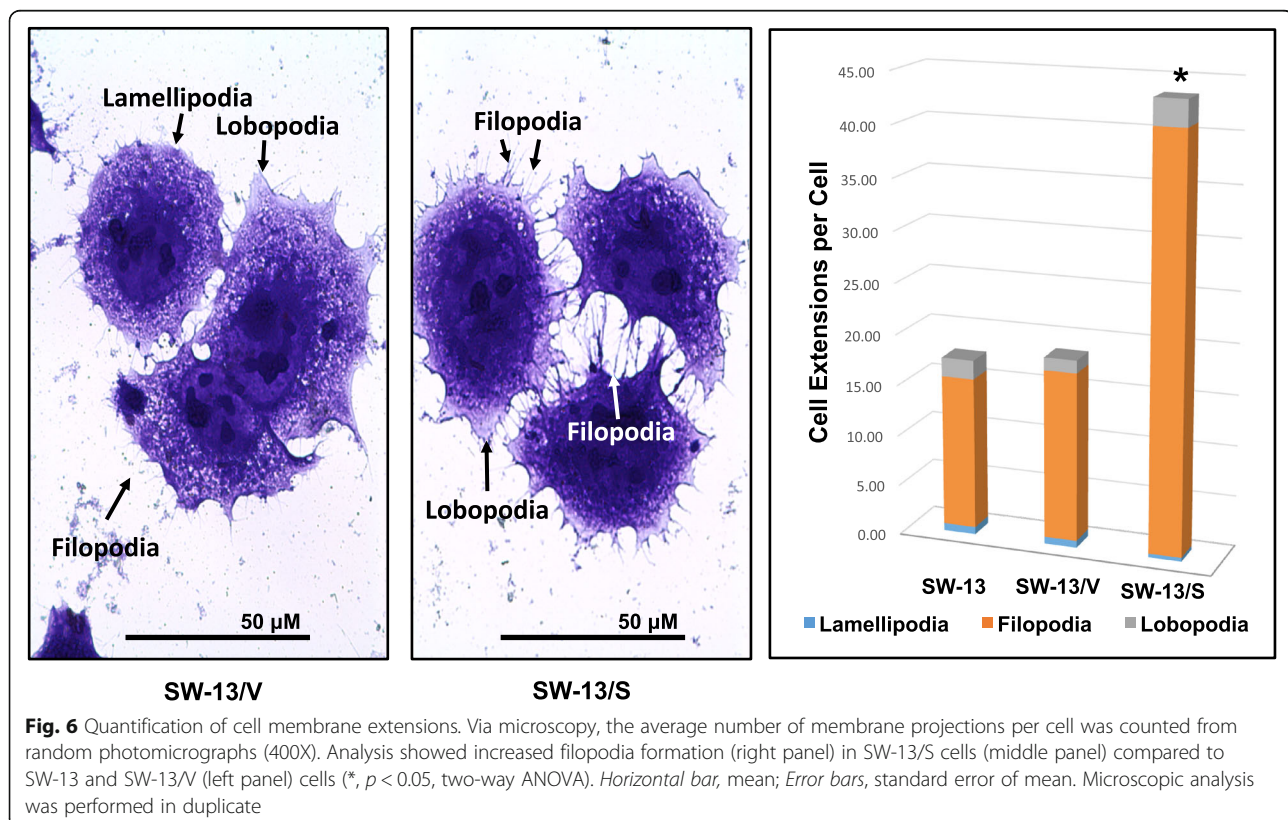 Lamellipodia
Lobopodia
Filopodia
50 µM
SW-13/V
Filopodia
Filopodia
Lobopodia
50 µM
SW-13/S
*
Cell Extensions per Cell
45.00
40.00
35.00
30.00
25.00
20.00
15.00
10.00
5.00
0.00
SW-13 SW-13/V SW-13/S
Lamellipodia Filopodia Lobopodia
Fig. 6 Quantification of cell membrane extensions. Via microscopy, the average number of membrane projections per cell was counted from
random photomicrographs (400X). Analysis showed increased filopodia formation (right panel) in SW-13/S cells (middle panel) compared to
SW-13 and SW-13/V (left panel) cells (*, p < 0.05, two-way ANOVA). Horizontal bar, mean; Error bars, standard error of mean. Microscopic analysis
was performed in duplicate